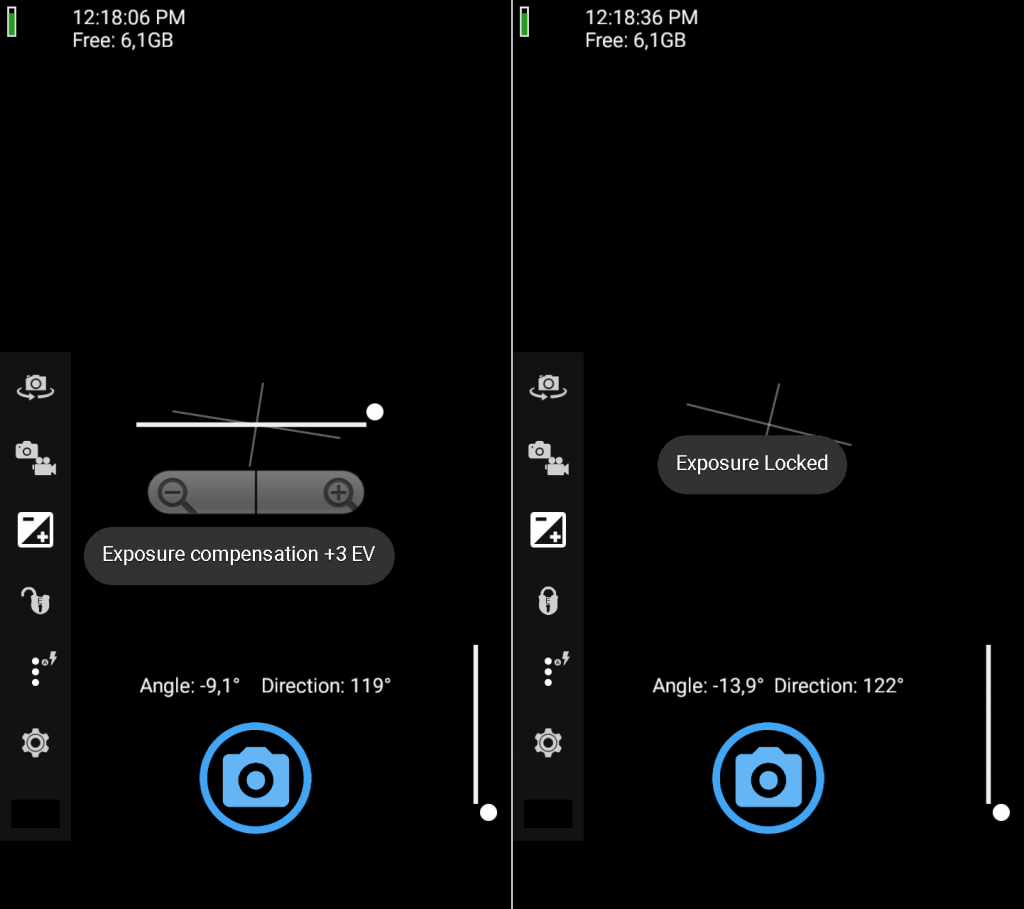 12:18:06 PM
Free: 6,1GB
Exposure compensation +3 EV
Angle: -9,1° Direction: 119°
12:18:36 PM
Free: 6,1GB
Exposure Locked
Angle: -13,9° Direction: 122°